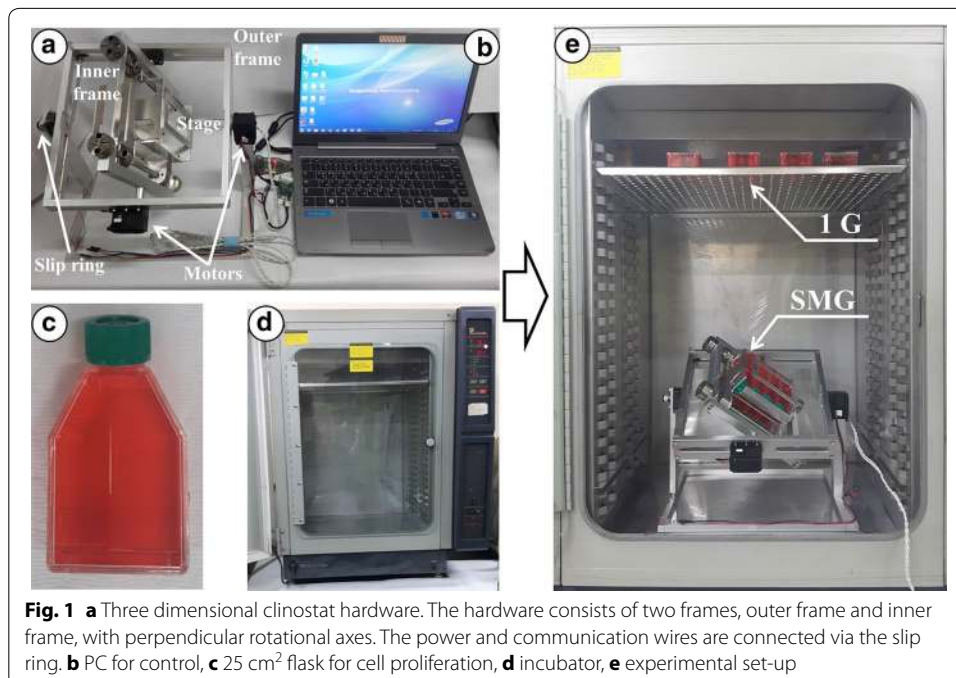 a
Outer
frame
b
Inner
frame
Stage
Slip ring
Motors
c
d
e
1 G
SMG
Fig. 1 a Three dimensional clinostat hardware. The hardware consists of two frames, outer frame and inner
frame, with perpendicular rotational axes. The power and communication wires are connected via the slip
ring. b PC for control, c 25 cm² flask for cell proliferation, d incubator, e experimental set-up